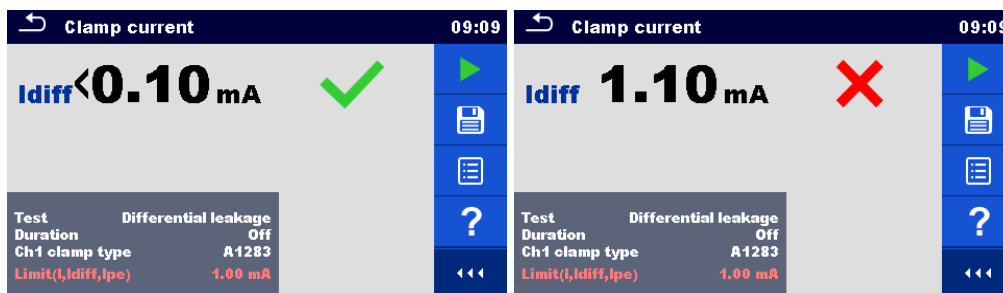 Clamp current 09:09
Idiff<0.10 mA
?
Test Differential leakage
Duration Off
Ch1 clamp type A1283
Limit(I,Idiff,Ipe) 1.00 mA
Clamp current 09:09
Idiff 1.10 mA
?
Test Differential leakage
Duration Off
Ch1 clamp type A1283
Limit(I,Idiff,Ipe) 1.00 mA